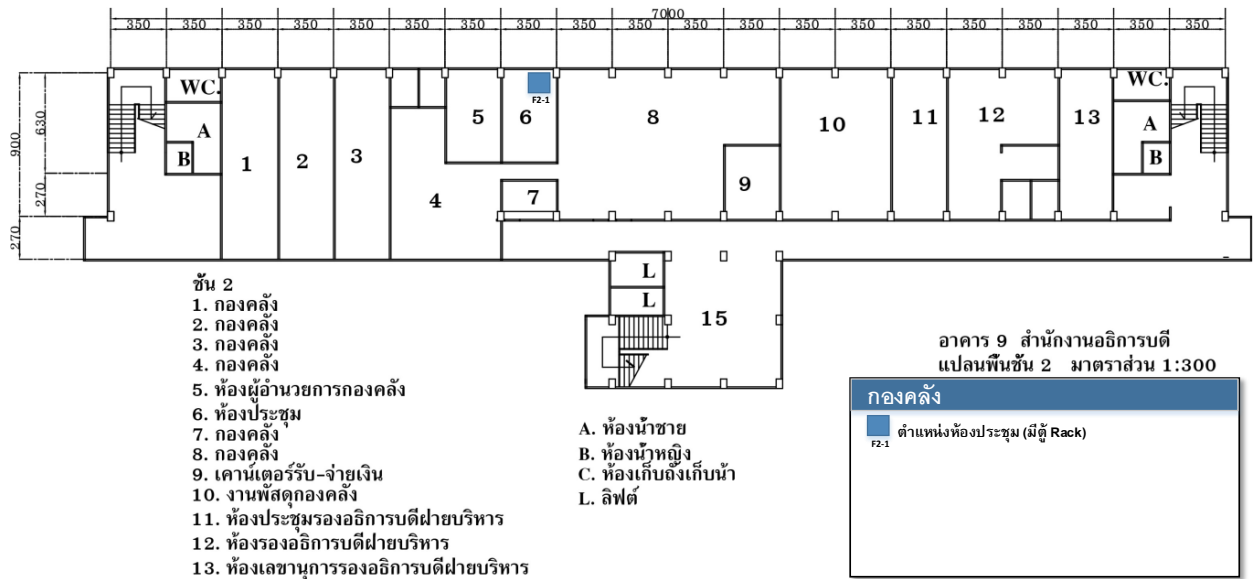 7000
350 350 350 350 350 350 350 350 350 350 350 350 350 350 350 350 350 350 350 350
WC. WC.
F2-1
900 630 270 270
A B 1 2 3 4 5 6 7 8 9 10 11 12 13 A B
L
L
15
ชั้น 2
1. กองคลัง
2. กองคลัง
3. กองคลัง
4. กองคลัง
5. ห้องผู้อำนวยการกองคลัง
6. ห้องประชุม
7. กองคลัง
8. กองคลัง
9. เคาน์เตอร์รับ-จ่ายเงิน
10. งานพัสดุกองคลัง
11. ห้องประชุมรองอธิการบดีฝ่ายบริหาร
12. ห้องรองอธิการบดีฝ่ายบริหาร
13. ห้องเลขานุการรองอธิการบดีฝ่ายบริหาร
A. ห้องน้ำชาย
B. ห้องน้ำหญิง
C. ห้องเก็บถังเก็บน้ำ
L. ลิฟต์
อาคาร 9 สำนักงานอธิการบดี
แปลนพื้นชั้น 2 มาตราส่วน 1:300
กองคลัง
F2-1 ตำแหน่งห้องประชุม (มีตู้ Rack)